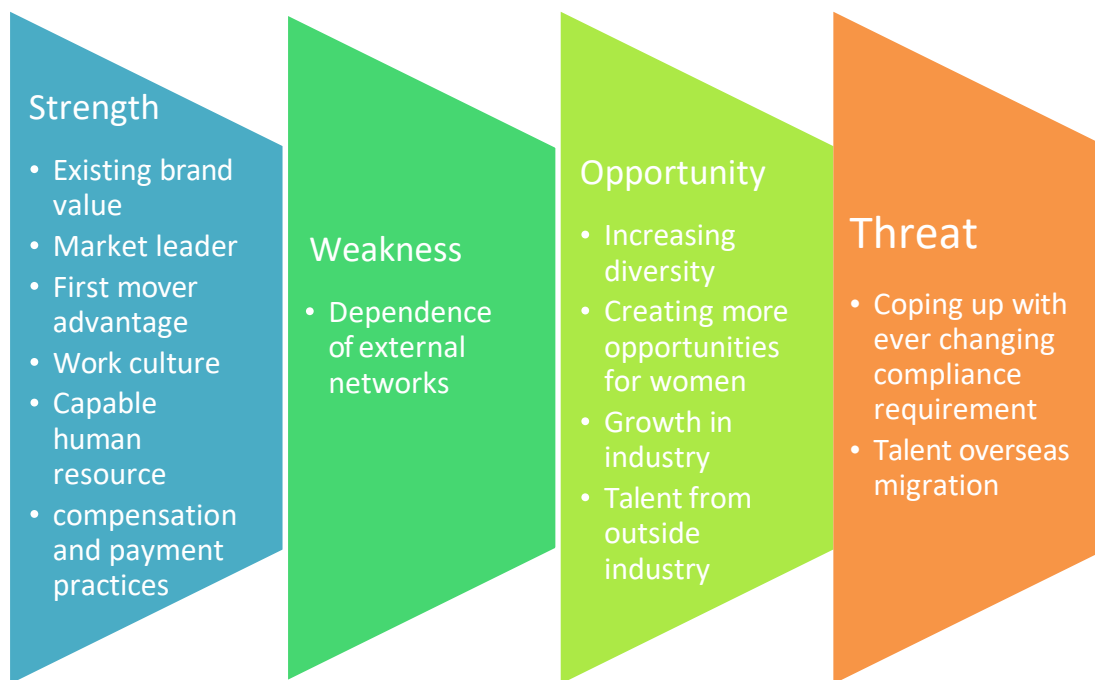 Strength
• Existing brand
value
• Market leader
• First mover
advantage
• Work culture
• Capable
human
resource
• compensation
and payment
practices
Weakness
• Dependence
of external
networks
Opportunity
• Increasing
diversity
• Creating more
opportunities
for women
• Growth in
industry
• Talent from
outside
industry
Threat
• Coping up with
ever changing
compliance
requirement
• Talent overseas
migration